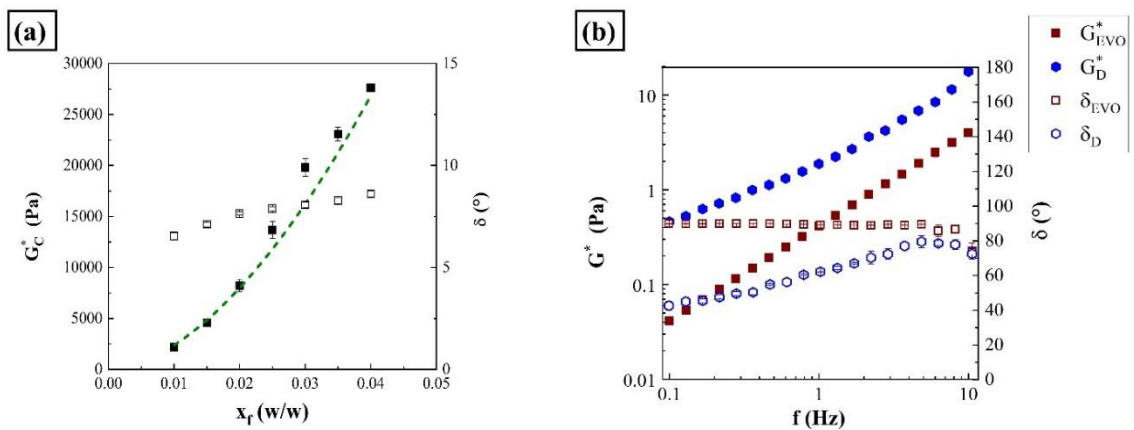 (a)
30000
25000
20000
15000
10000
5000
0
G*C (Pa)
0.00 0.01 0.02 0.03 0.04 0.05
xf (w/w)
15
10
5
0
δ (°)
(b)
10
1
0.1
0.01
G* (Pa)
0.1 1 10
f (Hz)
180
160
140
120
100
80
60
40
20
0
δ (°)
G*EVO
G*D
δEVO
δD